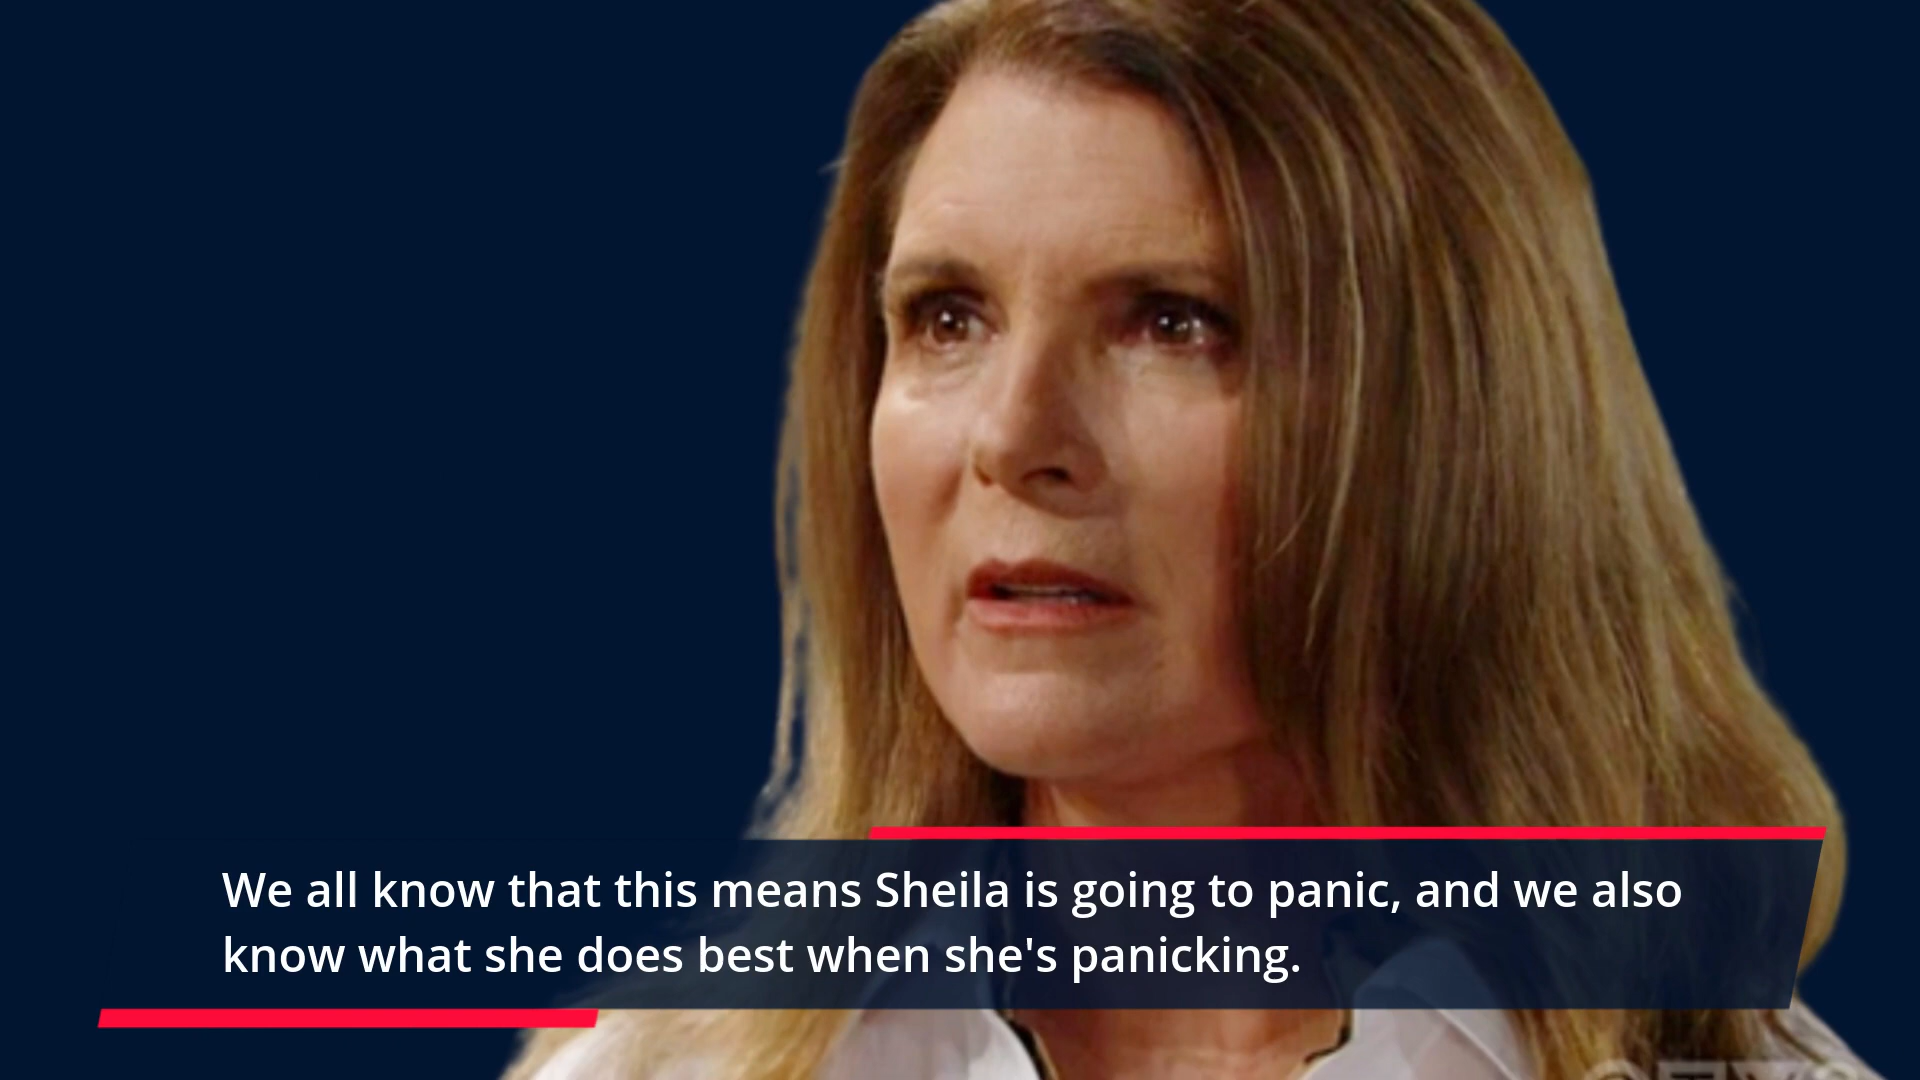 We all know that this means Sheila is going to panic, and we also
know what she does best when she's panicking.